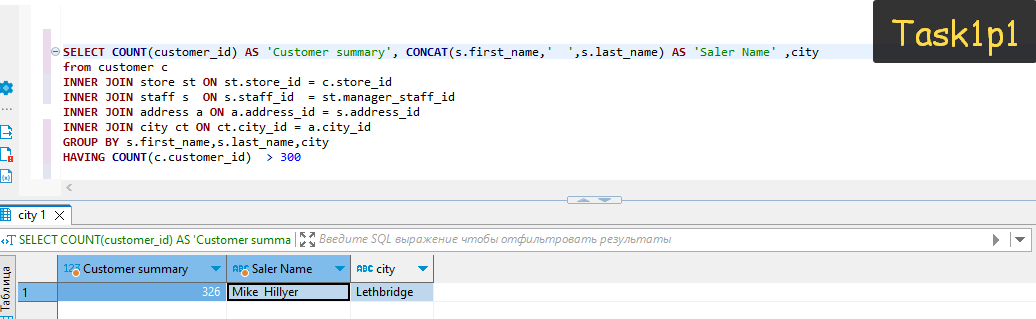 Task1p1
SELECT COUNT(customer_id) AS 'Customer summary', CONCAT(s.first_name,'  ',s.last_name) AS 'Saler Name' ,city
from customer c
INNER JOIN store st ON st.store_id = c.store_id
INNER JOIN staff s  ON s.staff_id  = st.manager_staff_id
INNER JOIN address a ON a.address_id = s.address_id
INNER JOIN city ct ON ct.city_id = a.city_id
GROUP BY s.first_name,s.last_name,city
HAVING COUNT(c.customer_id)  > 300
city 1
SELECT COUNT(customer_id) AS 'Customer summa
Введите SQL выражение чтобы отфильтровать результаты
Таблица
123 Customer summary ABC Saler Name ABC city
1 326 Mike  Hillyer Lethbridge